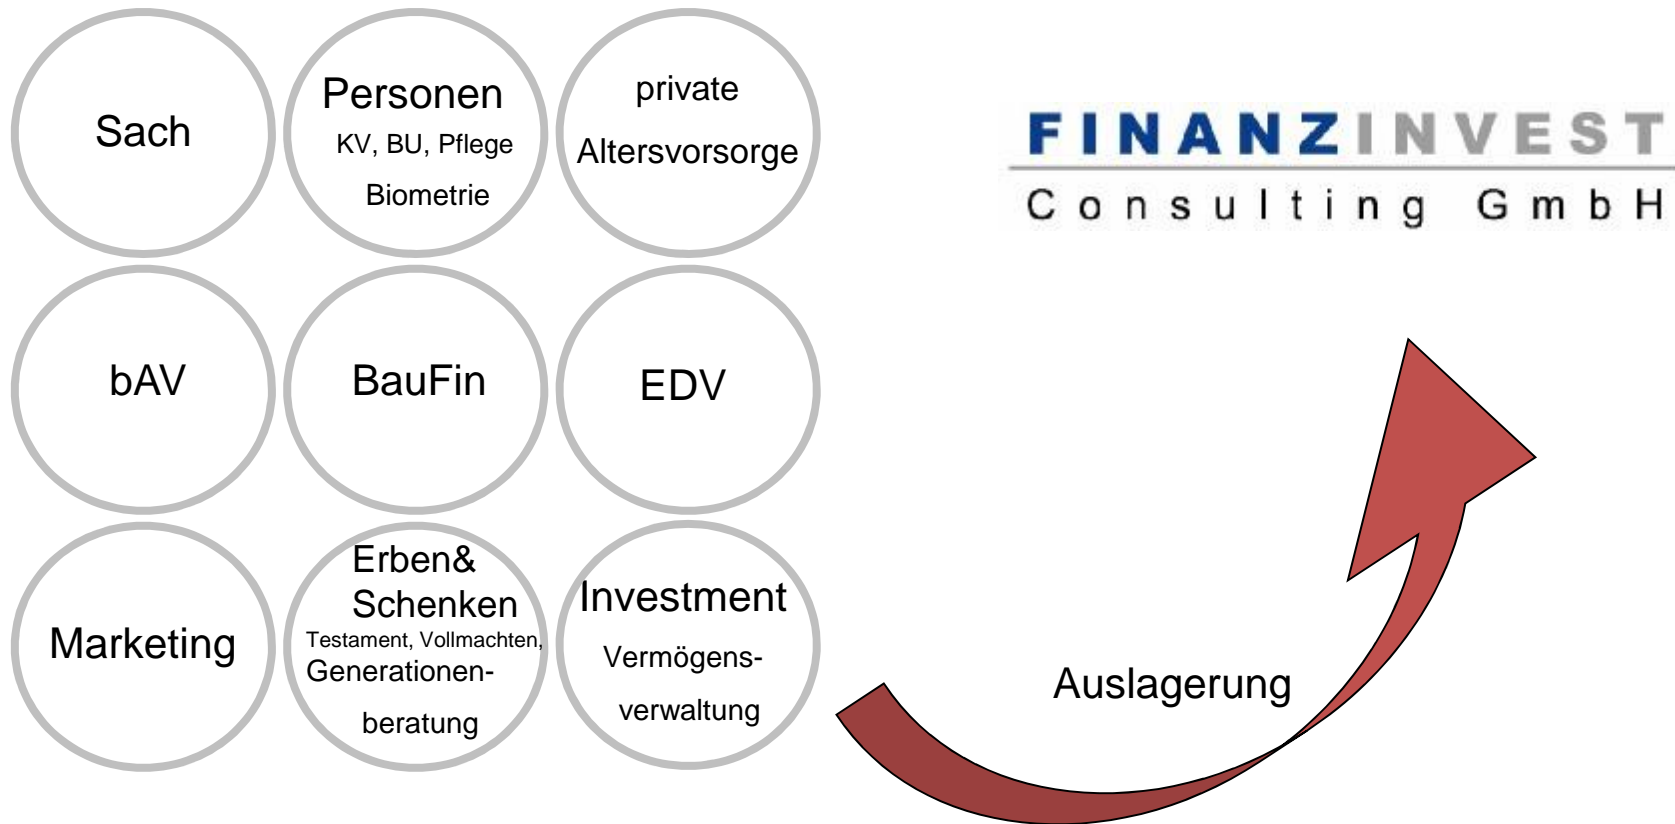 Sach
Personen
KV, BU, Pflege
Biometrie
private
Altersvorsorge
FINANZINVEST
Consulting GmbH
bAV
BauFin
EDV
Marketing
Erben&
Schenken
Testament, Vollmachten,
Generationen-
beratung
Investment
Vermögens-
verwaltung
Auslagerung